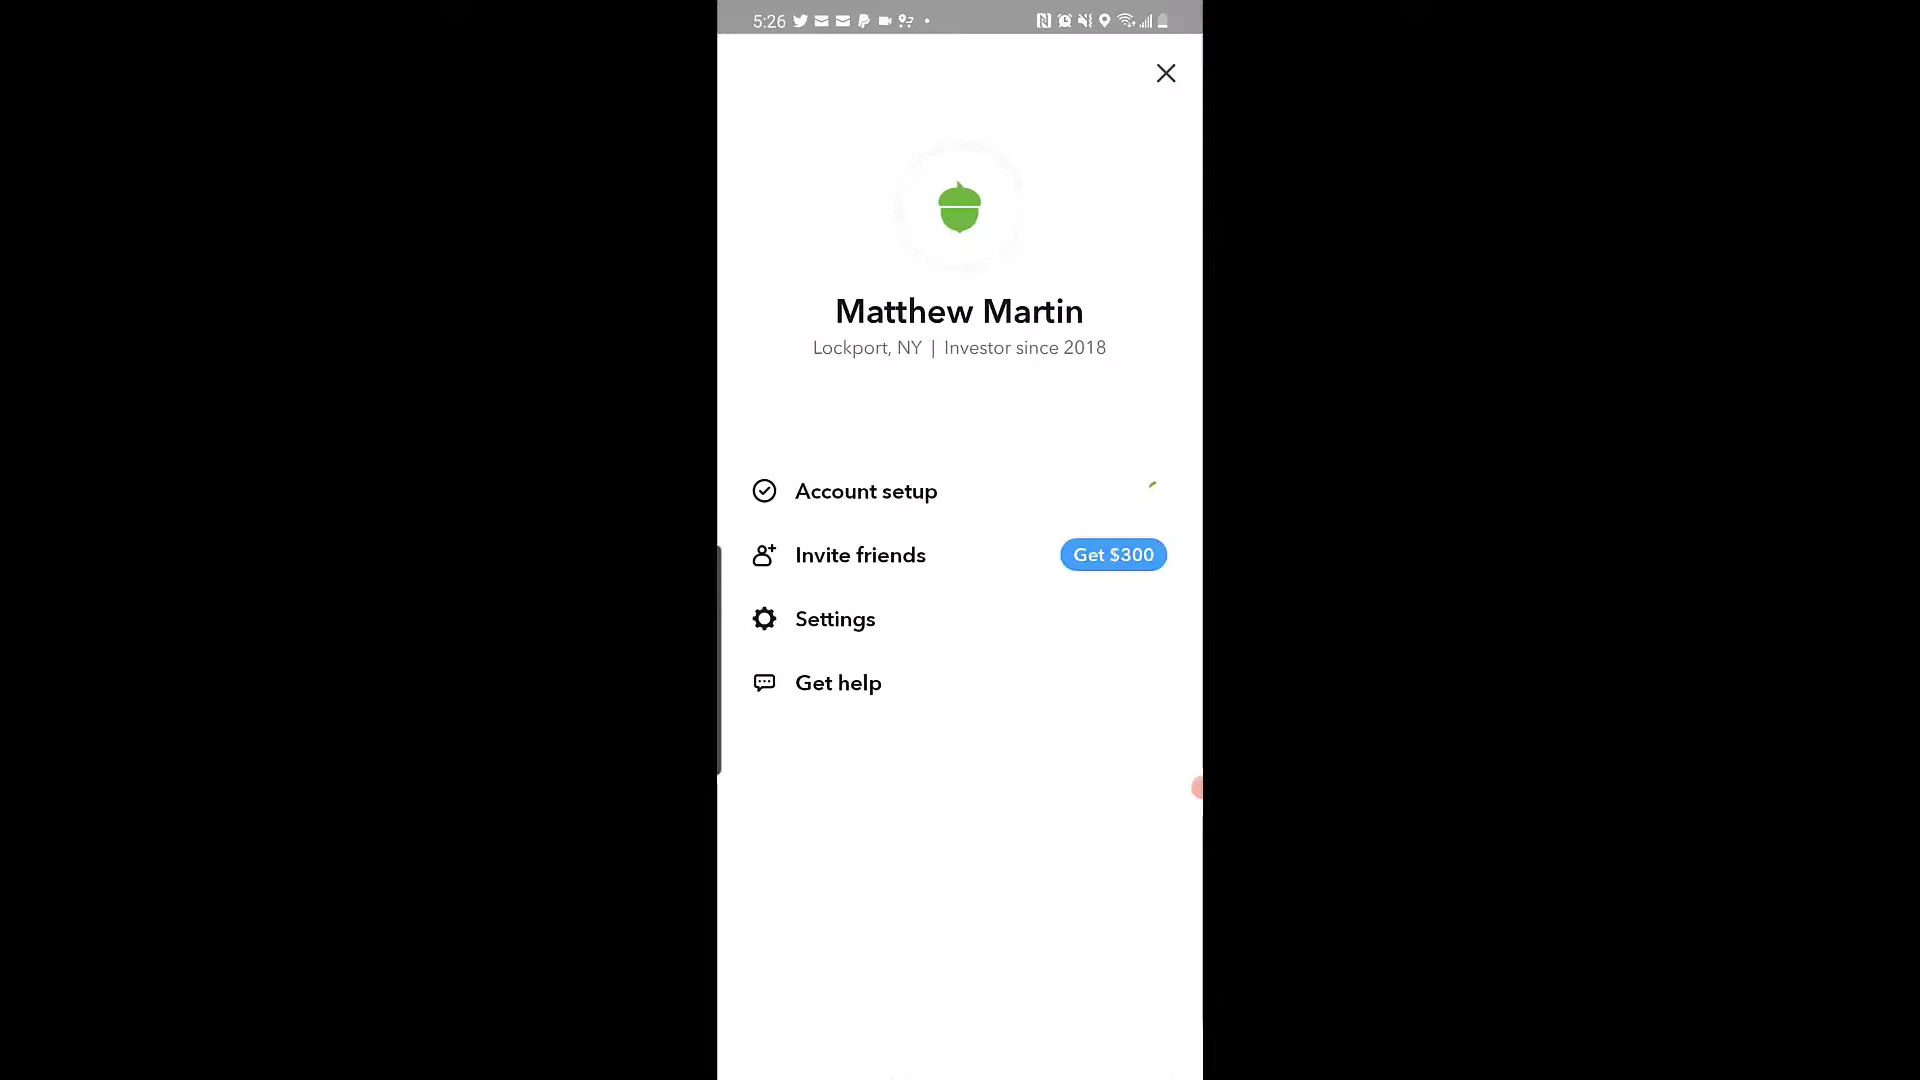 5:26
Matthew Martin
Lockport, NY | Investor since 2018
Account setup
Invite friends
Get $300
Settings
Get help